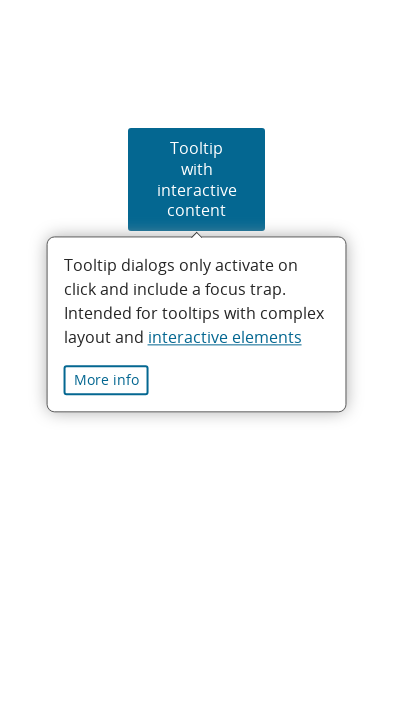 Tooltip
with
interactive
content
Tooltip dialogs only activate on
click and include a focus trap.
Intended for tooltips with complex
layout and interactive elements
More info